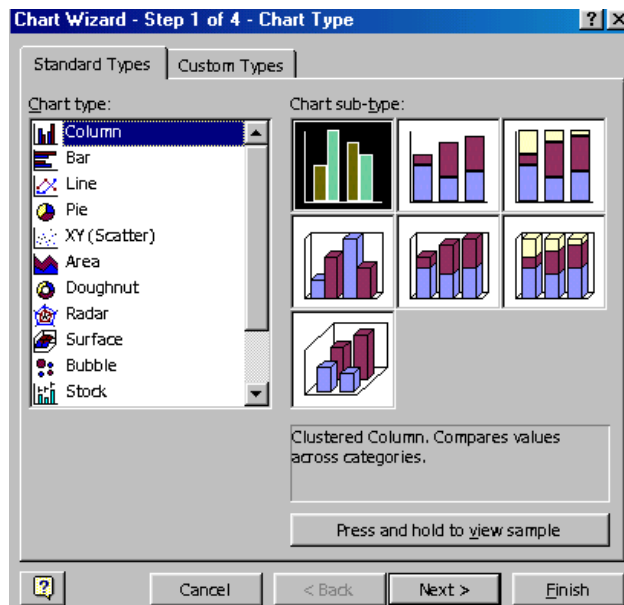 Chart Wizard - Step 1 of 4 - Chart Type
Standard Types
Custom Types
Chart type:
Column
Bar
Line
Pie
XY (Scatter)
Area
Doughnut
Radar
Surface
Bubble
Stock
Chart sub-type:
Clustered Column. Compares values
across categories.
Press and hold to view sample
Cancel
< Back
Next >
Finish